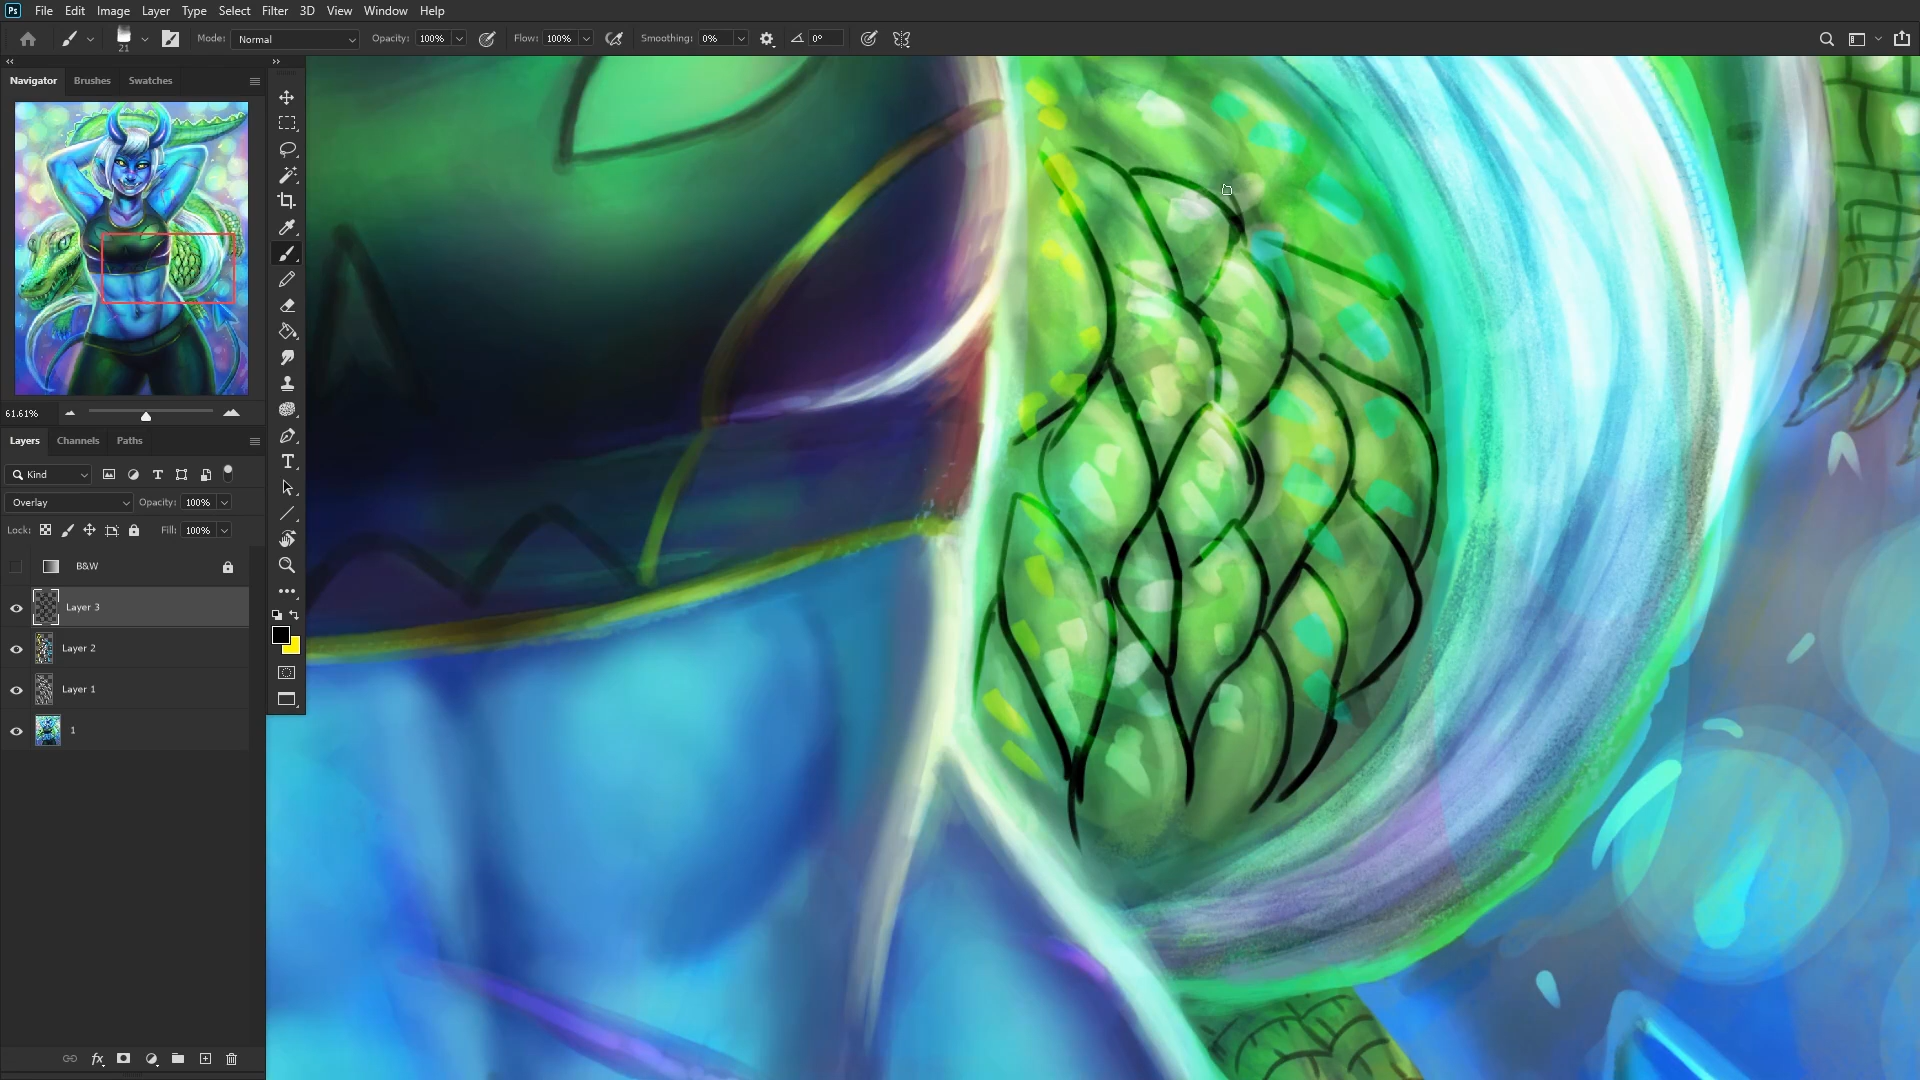 Ps File Edit Image Layer Type Select Filter 3D View Window Help
21 Mode: Normal Opacity: 100% Flow: 100% Smoothing: 0% 0°
Navigator Brushes Swatches
61.61%
Layers Channels Paths
Kind
Overlay Opacity: 100%
Lock: Fill: 100%
B&W
Layer 3
Layer 2
Layer 1
1
fx